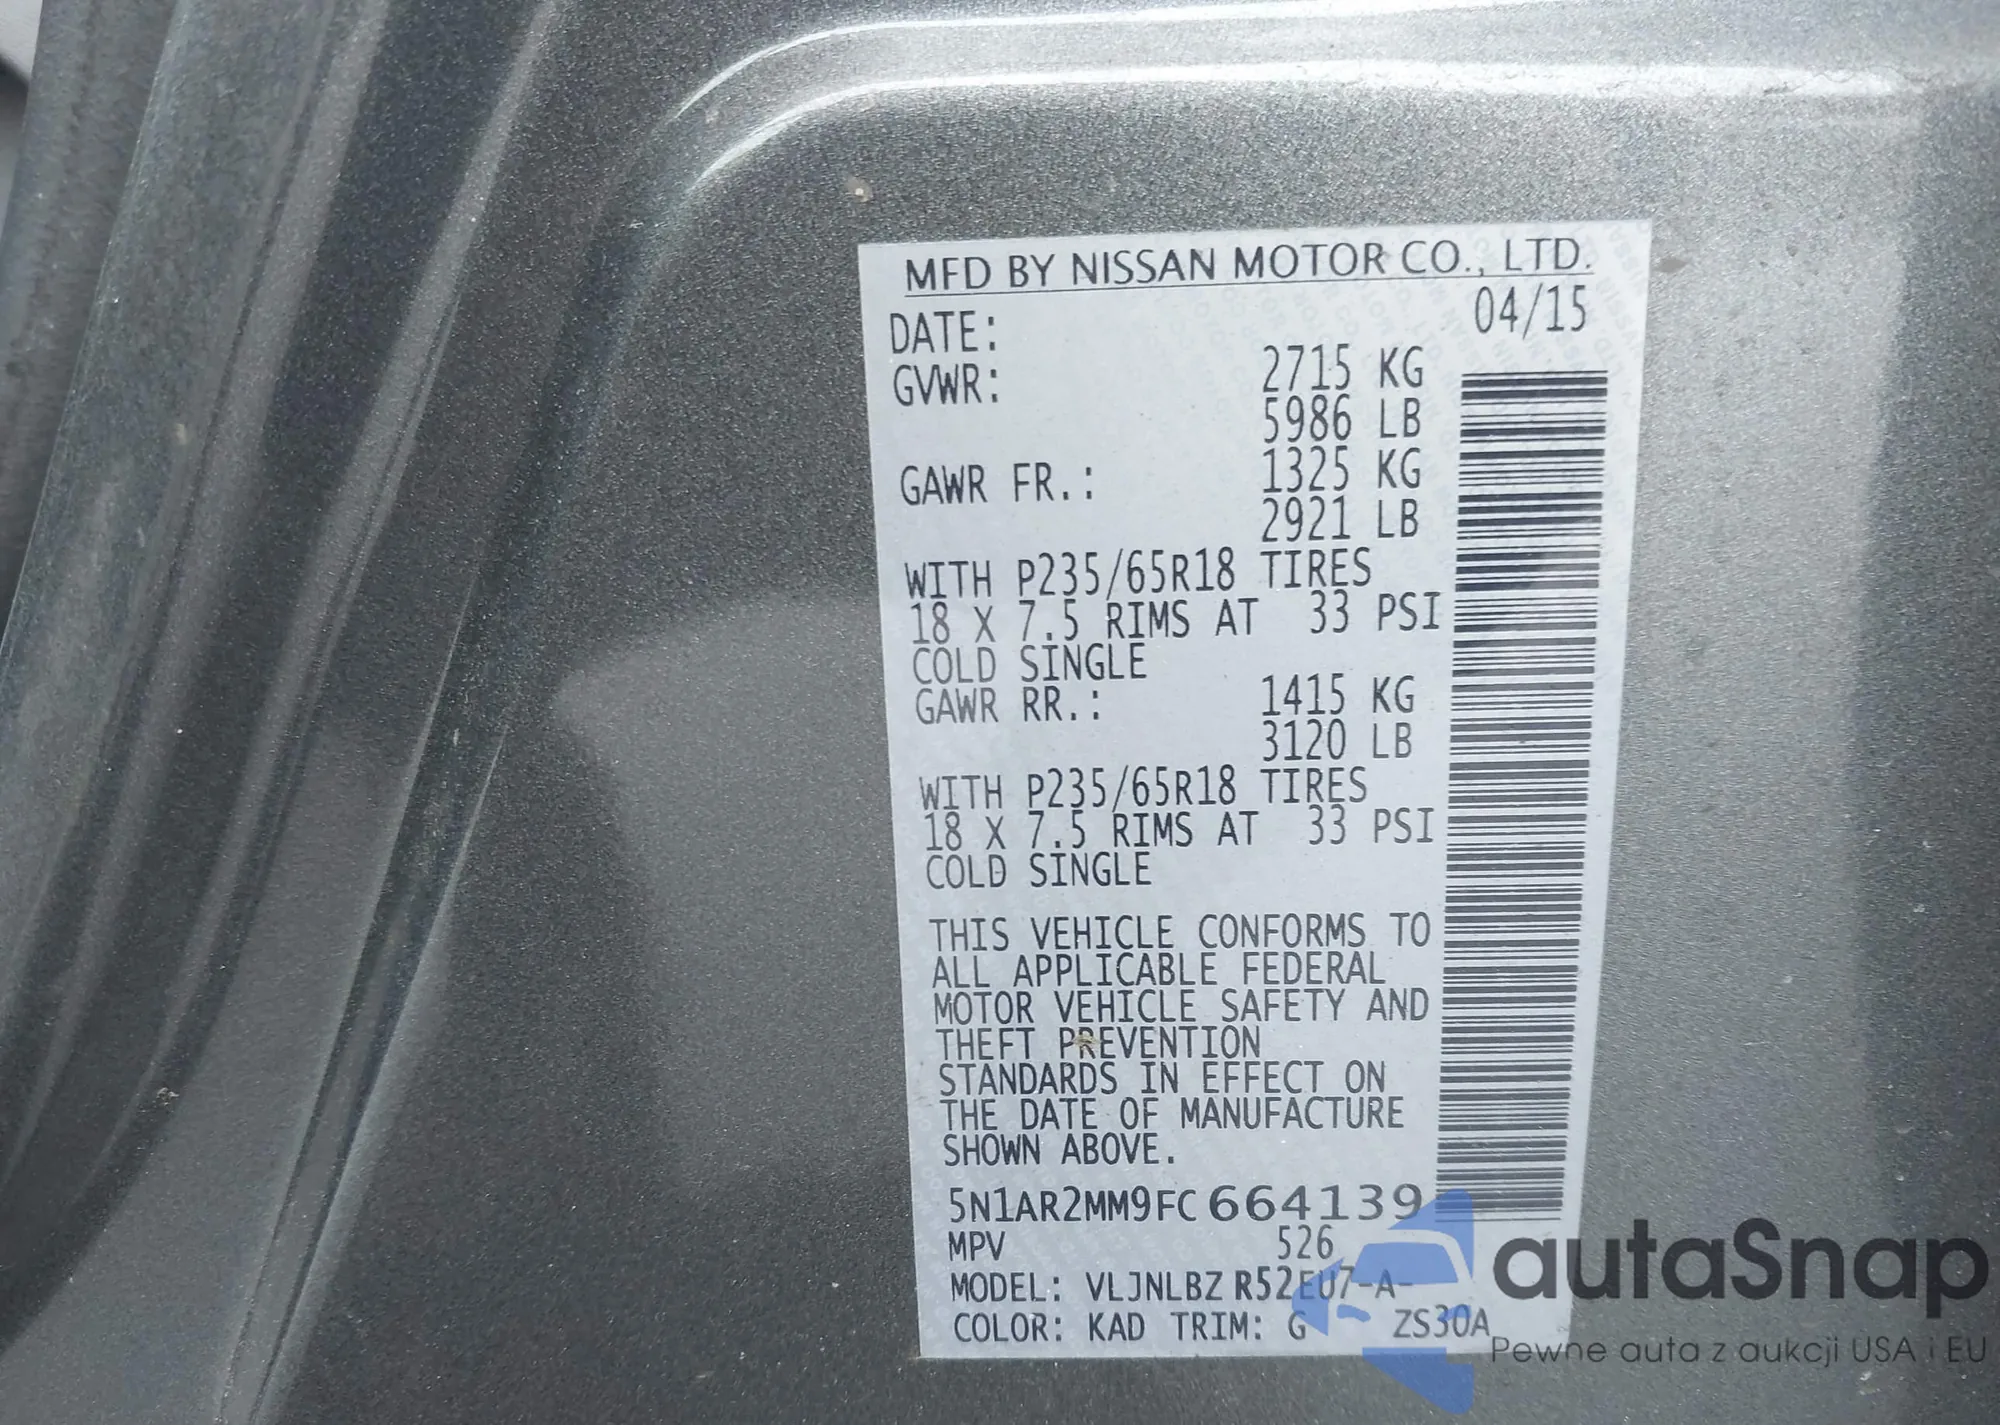 MFD BY NISSAN MOTOR CO., LTD.
DATE: 04/15
GVWR: 2715 KG
5986 LB
GAWR FR.: 1325 KG
2921 LB
WITH P235/65R18 TIRES
18 X 7.5 RIMS AT 33 PSI
COLD SINGLE
GAWR RR.: 1415 KG
3120 LB
WITH P235/65R18 TIRES
18 X 7.5 RIMS AT 33 PSI
COLD SINGLE
THIS VEHICLE CONFORMS TO
ALL APPLICABLE FEDERAL
MOTOR VEHICLE SAFETY AND
THEFT PREVENTION
STANDARDS IN EFFECT ON
THE DATE OF MANUFACTURE
SHOWN ABOVE.
5N1AR2MM9FC664139
MPV 526
MODEL: VLJNLBZ R52EU7-A-
COLOR: KAD TRIM: G ZS30A
autaSnap
Pewne auta z aukcji USA i EU